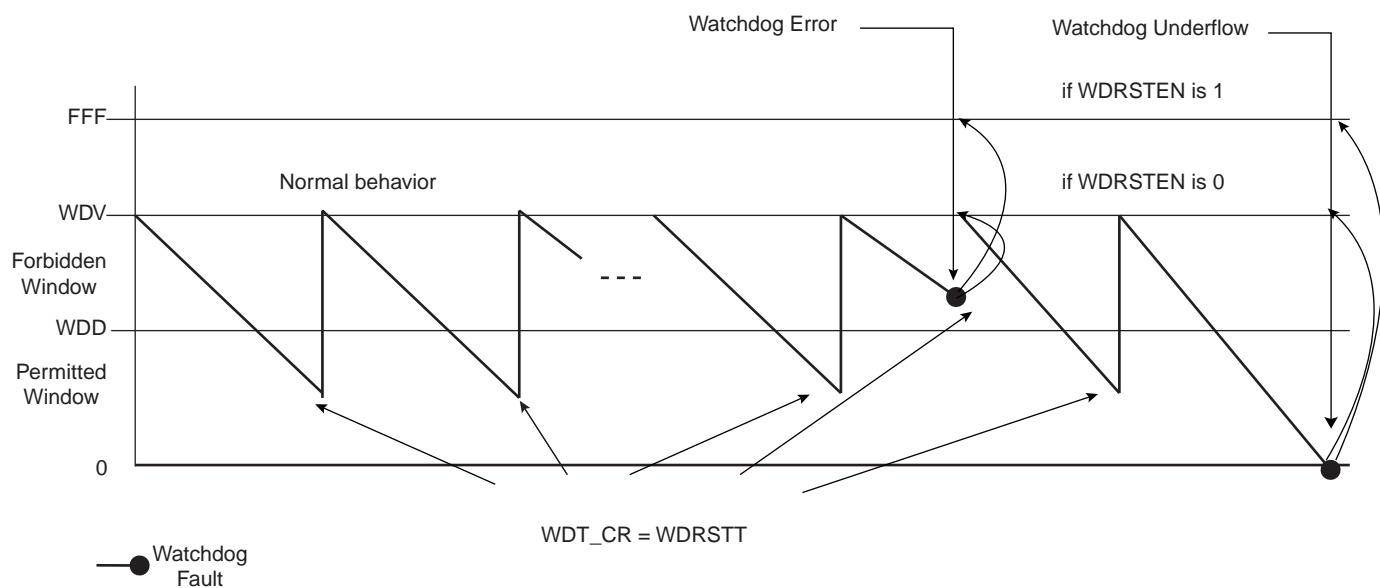 Watchdog Error
Watchdog Underflow
if WDRSTEN is 1
FFF
Normal behavior
if WDRSTEN is 0
WDV
Forbidden
Window
WDD
Permitted
Window
0
WDT_CR = WDRSTT
Watchdog
Fault